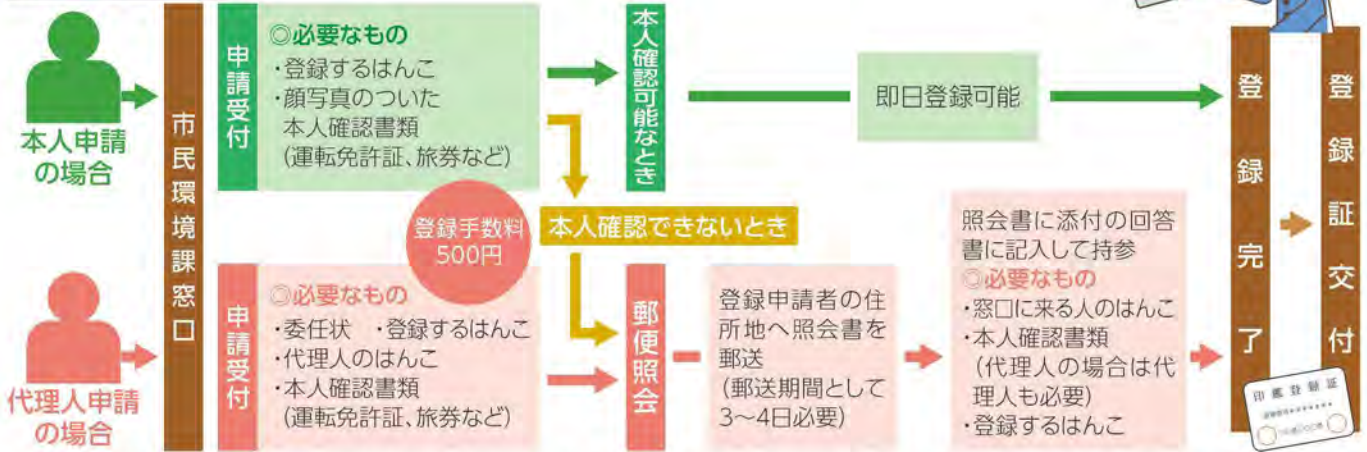 本人申請
の場合
市民環境課窓口
申請受付
◎必要なもの
・登録するはんこ
・顔写真のついた
本人確認書類
(運転免許証、旅券など)
本人確認可能なとき
即日登録可能
登録手数料
500円
本人確認できないとき
代理人申請
の場合
申請受付
◎必要なもの
・委任状 ・登録するはんこ
・代理人のはんこ
・本人確認書類
(運転免許証、旅券など)
郵便照会
登録申請者の住
所地へ照会書を
郵送
(郵送期間として
3〜4日必要)
照会書に添付の回答
書に記入して持参
◎必要なもの
・窓口に来る人のはんこ
・本人確認書類
(代理人の場合は代
理人も必要)
・登録するはんこ
登録完了
登録証交付
印鑑登録証